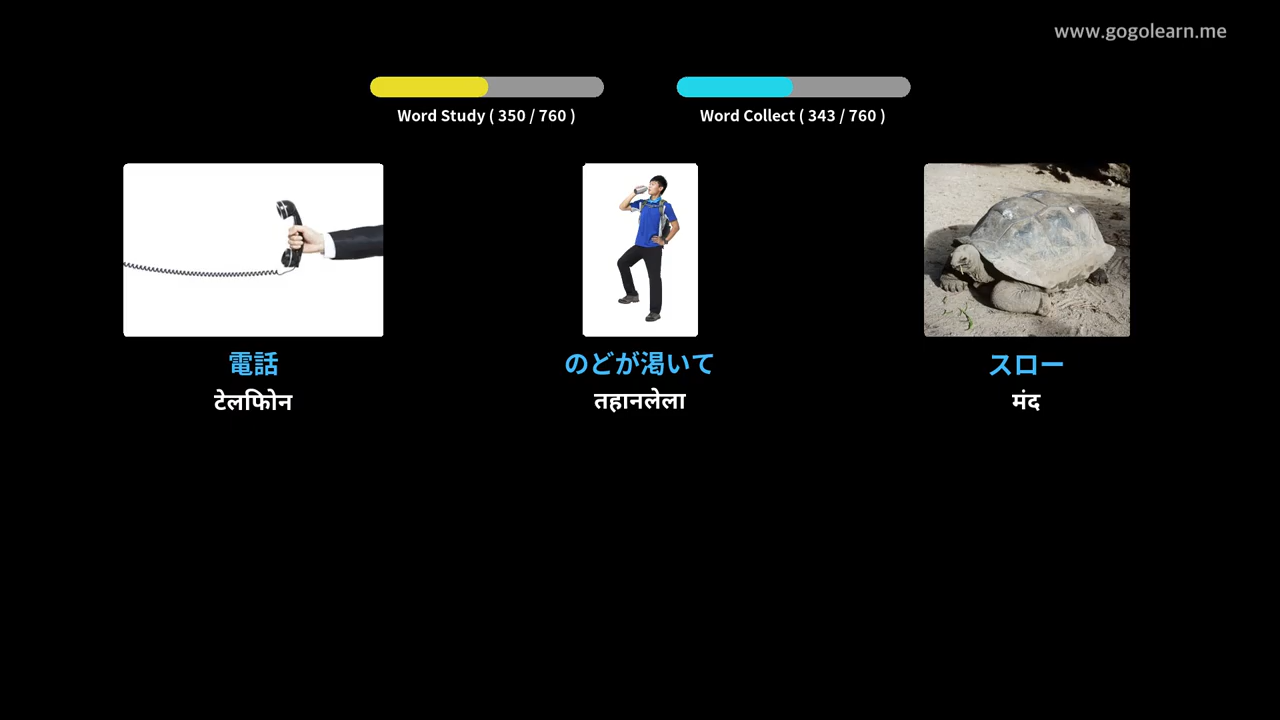 www.gogolearn.me
Word Study ( 350 / 760 )
Word Collect ( 343 / 760 )
電話
のどが渇いて
スロー
टेलिफोन
तहानलेला
मंद